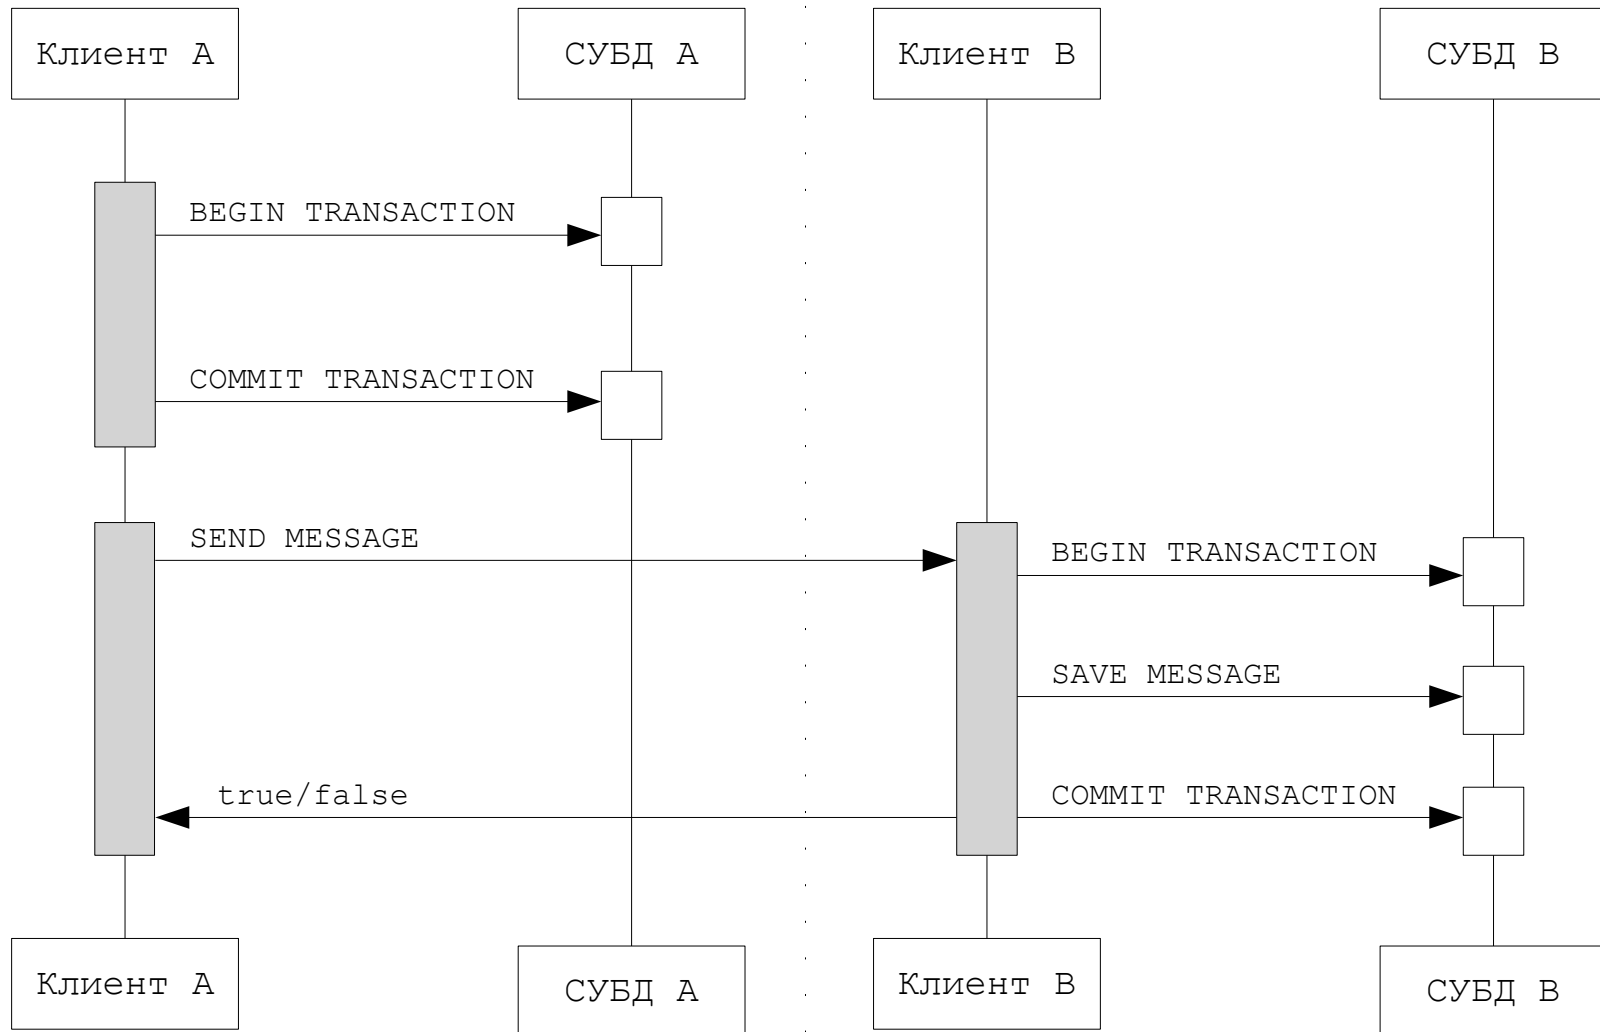 Клиент A
СУБД A
Клиент B
СУБД B
BEGIN TRANSACTION
COMMIT TRANSACTION
SEND MESSAGE
BEGIN TRANSACTION
SAVE MESSAGE
true/false
COMMIT TRANSACTION
Клиент A
СУБД A
Клиент B
СУБД B